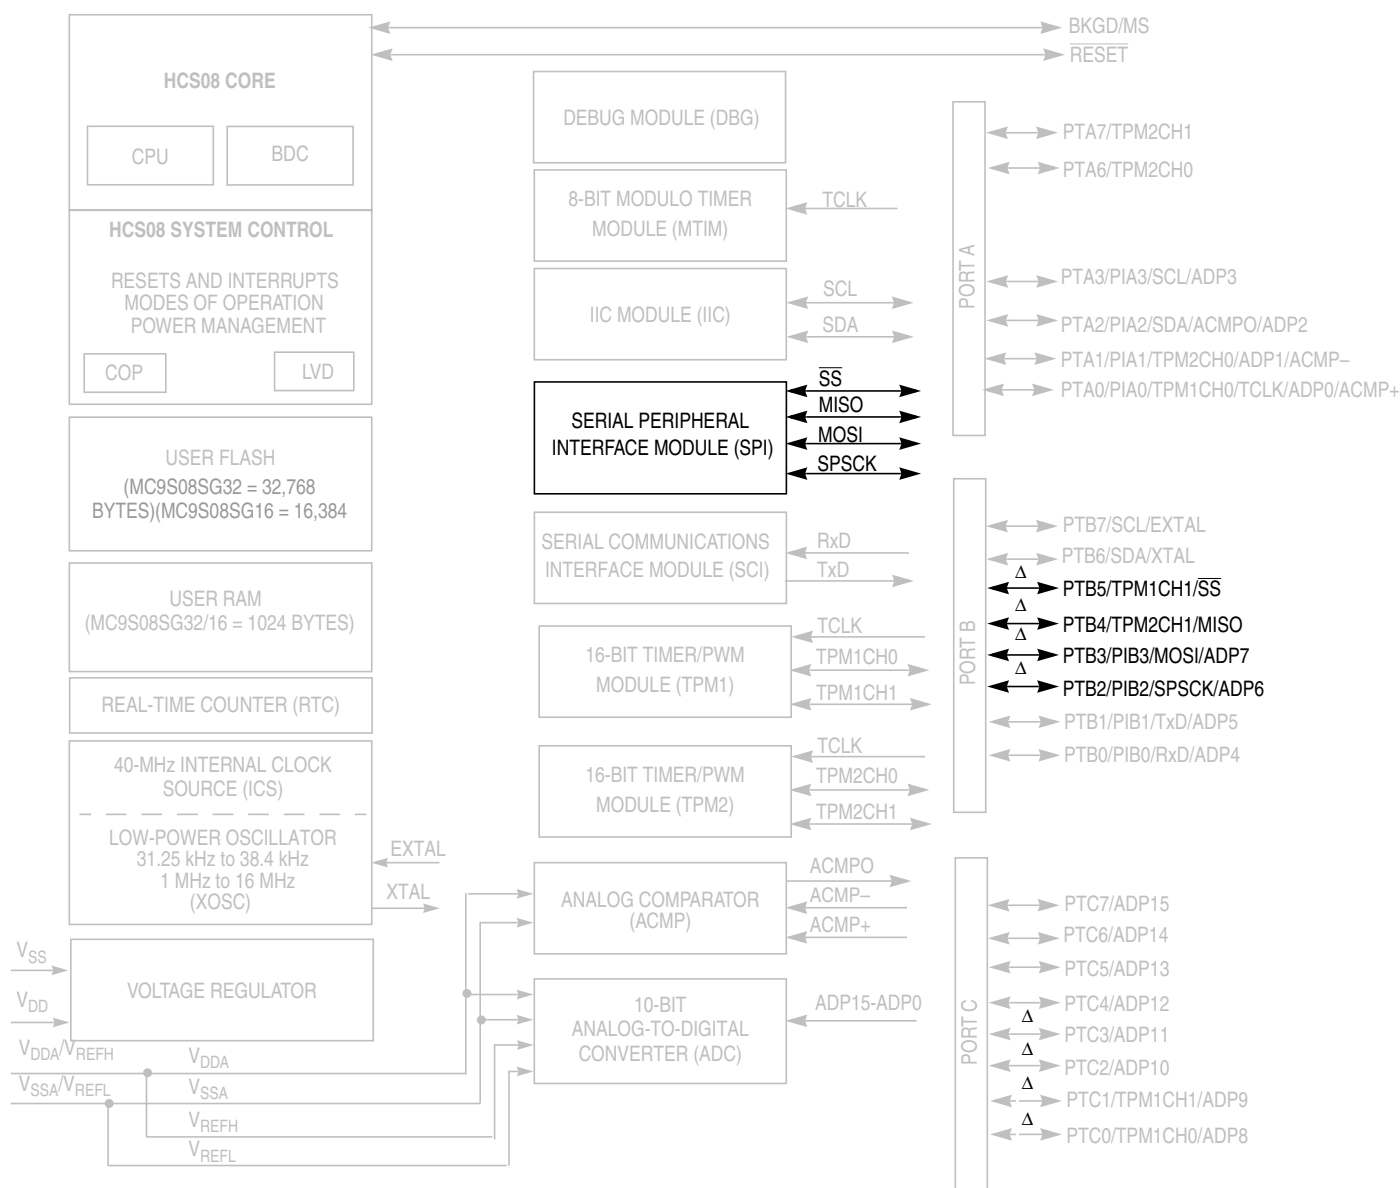 BKGD/MS
RESET
HCS08 CORE
CPU
BDC
HCS08 SYSTEM CONTROL
RESETS AND INTERRUPTS
MODES OF OPERATION
POWER MANAGEMENT
COP
LVD
USER FLASH
(MC9S08SG32 = 32,768
BYTES)(MC9S08SG16 = 16,384
USER RAM
(MC9S08SG32/16 = 1024 BYTES)
REAL-TIME COUNTER (RTC)
40-MHz INTERNAL CLOCK
SOURCE (ICS)
LOW-POWER OSCILLATOR
31.25 kHz to 38.4 kHz
1 MHz to 16 MHz
(XOSC)
EXTAL
XTAL
VSS
VDD
VOLTAGE REGULATOR
VDDA/VREFH
VSSA/VREFL
VDDA
VSSA
VREFH
VREFL
DEBUG MODULE (DBG)
8-BIT MODULO TIMER
MODULE (MTIM)
TCLK
IIC MODULE (IIC)
SCL
SDA
SERIAL PERIPHERAL
INTERFACE MODULE (SPI)
SS
MISO
MOSI
SPSCK
SERIAL COMMUNICATIONS
INTERFACE MODULE (SCI)
RxD
TxD
16-BIT TIMER/PWM
MODULE (TPM1)
TCLK
TPM1CH0
TPM1CH1
16-BIT TIMER/PWM
MODULE (TPM2)
TCLK
TPM2CH0
TPM2CH1
ANALOG COMPARATOR
(ACMP)
ACMPO
ACMP–
ACMP+
10-BIT
ANALOG-TO-DIGITAL
CONVERTER (ADC)
ADP15-ADP0
PORT A
PTA7/TPM2CH1
PTA6/TPM2CH0
PTA3/PIA3/SCL/ADP3
PTA2/PIA2/SDA/ACMPO/ADP2
PTA1/PIA1/TPM2CH0/ADP1/ACMP–
PTA0/PIA0/TPM1CH0/TCLK/ADP0/ACMP+
PORT B
PTB7/SCL/EXTAL
PTB6/SDA/XTAL
Δ PTB5/TPM1CH1/SS
Δ PTB4/TPM2CH1/MISO
Δ PTB3/PIB3/MOSI/ADP7
Δ PTB2/PIB2/SPSCK/ADP6
PTB1/PIB1/TxD/ADP5
PTB0/PIB0/RxD/ADP4
PORT C
PTC7/ADP15
PTC6/ADP14
PTC5/ADP13
PTC4/ADP12
Δ PTC3/ADP11
Δ PTC2/ADP10
Δ PTC1/TPM1CH1/ADP9
Δ PTC0/TPM1CH0/ADP8